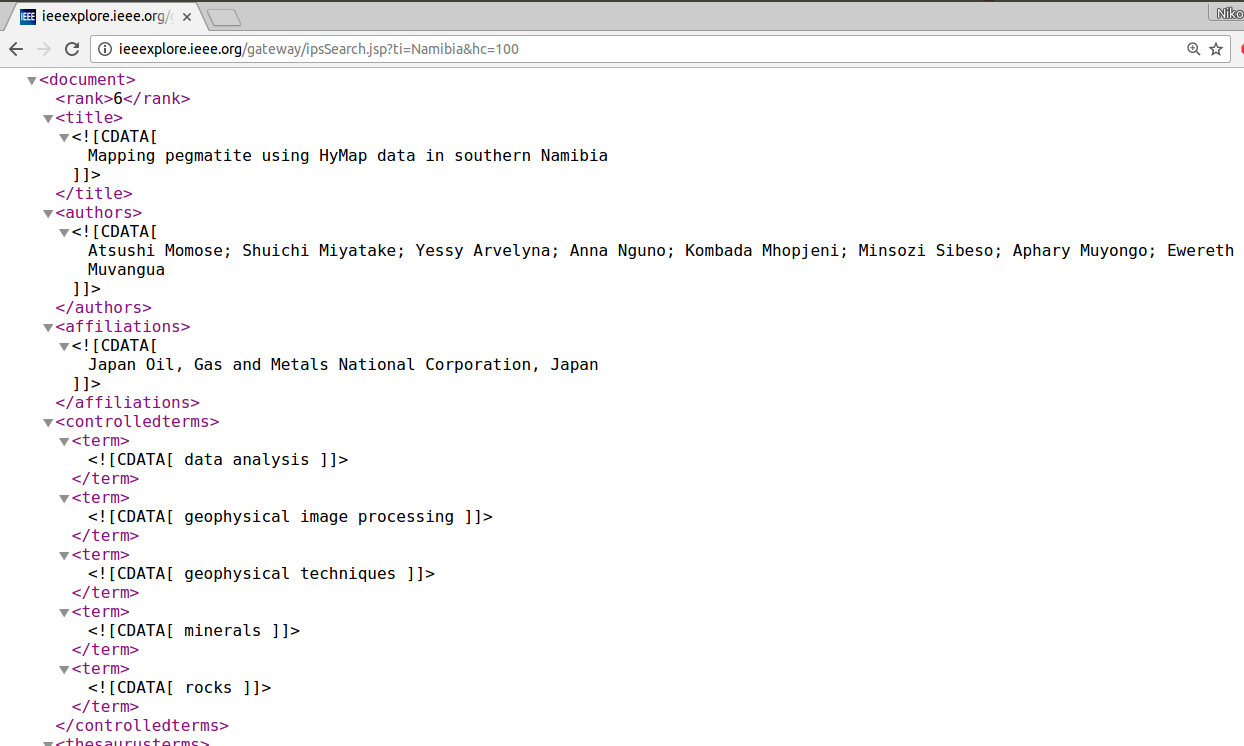 IEEE ieeexplore.ieee.org/
Niko
ieeexplore.ieee.org/gateway/ipsSearch.jsp?ti=Namibia&hc=100
<document>
<rank>6</rank>
<title>
<![CDATA[
Mapping pegmatite using HyMap data in southern Namibia
]]>
</title>
<authors>
<![CDATA[
Atsushi Momose; Shuichi Miyatake; Yessy Arvelyna; Anna Nguno; Kombada Mhopjeni; Minsozi Sibeso; Aphary Muyongo; Ewereth
Muvangua
]]>
</authors>
<affiliations>
<![CDATA[
Japan Oil, Gas and Metals National Corporation, Japan
]]>
</affiliations>
<controlledterms>
<term>
<![CDATA[ data analysis ]]>
</term>
<term>
<![CDATA[ geophysical image processing ]]>
</term>
<term>
<![CDATA[ geophysical techniques ]]>
</term>
<term>
<![CDATA[ minerals ]]>
</term>
<term>
<![CDATA[ rocks ]]>
</term>
</controlledterms>
<thesaurusterms>